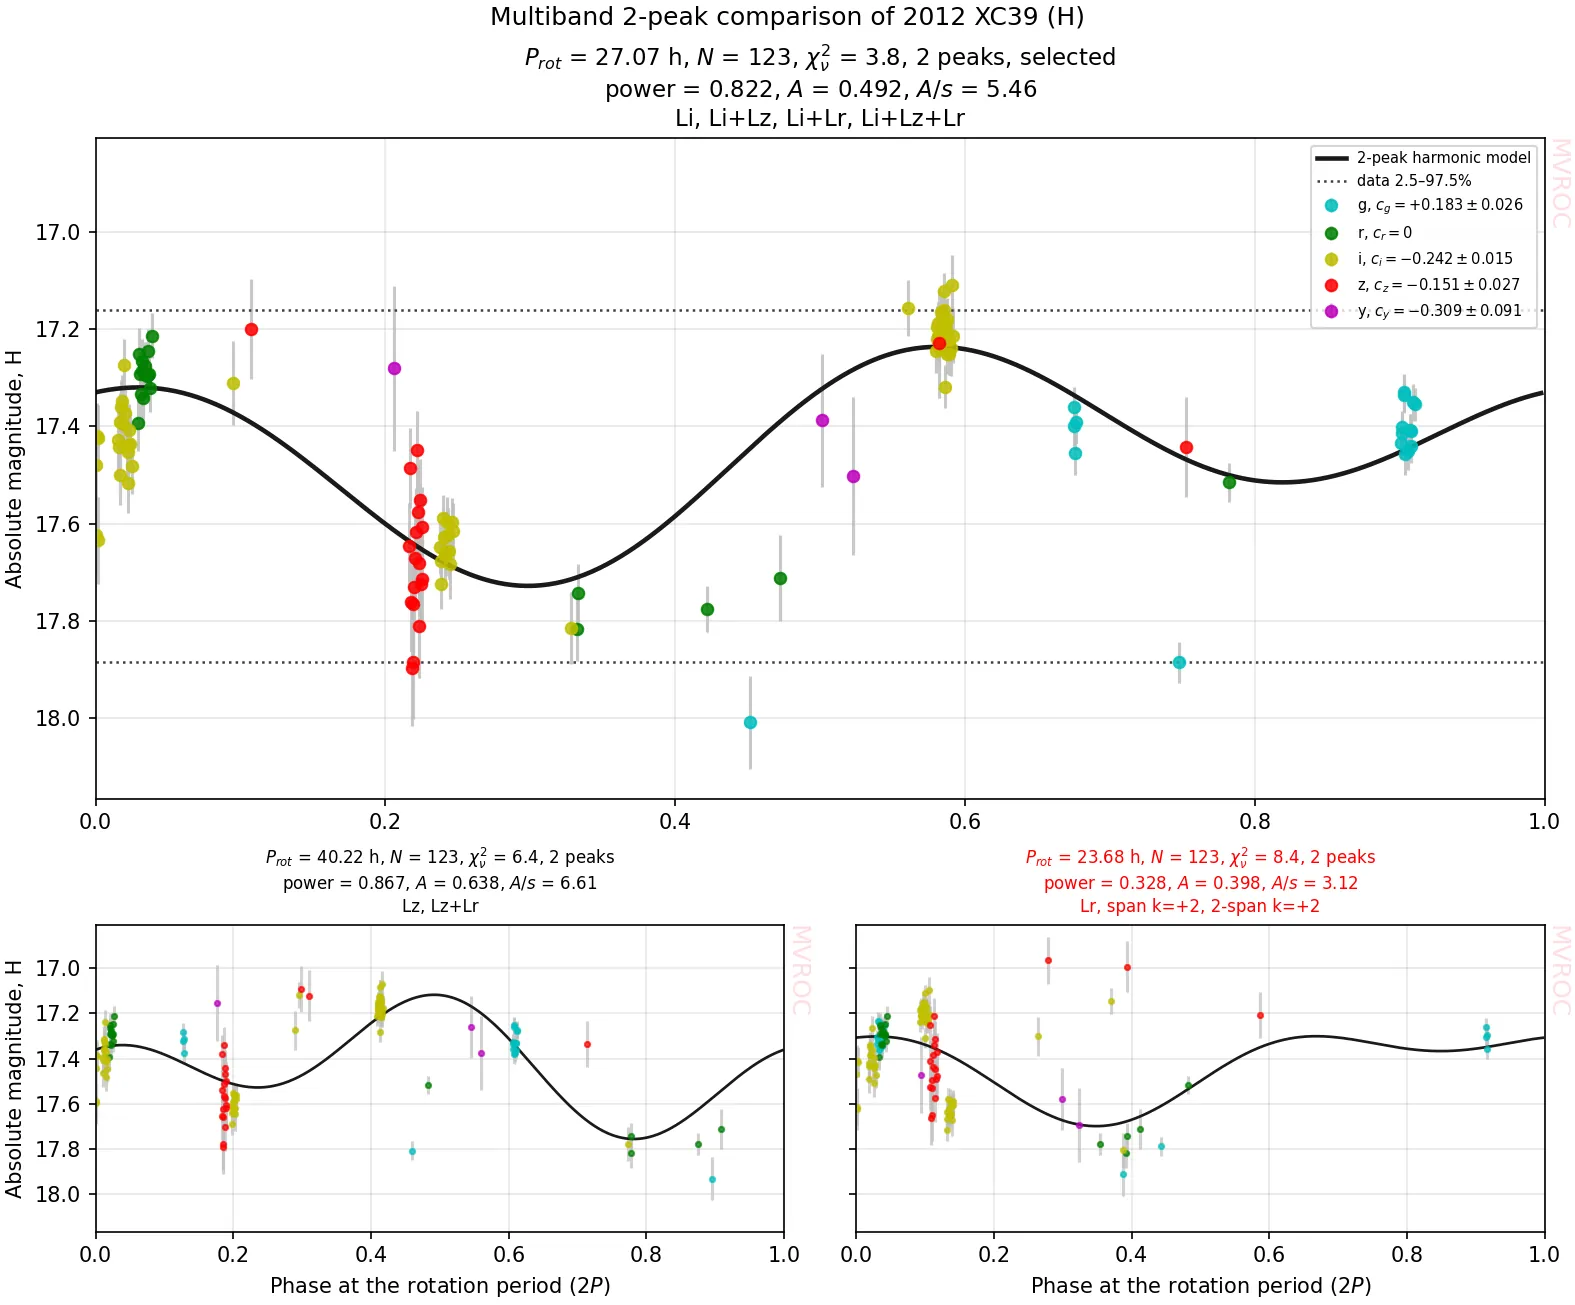 Multiband 2-peak comparison of 2012 XC39 (H)
P_rot = 27.07 h, N = 123, χ²_ν = 3.8, 2 peaks, selected
power = 0.822, A = 0.492, A/s = 5.46
Li, Li+Lz, Li+Lr, Li+Lz+Lr
2-peak harmonic model
data 2.5–97.5%
g, c_g = +0.183 ± 0.026
r, c_r = 0
i, c_i = −0.242 ± 0.015
z, c_z = −0.151 ± 0.027
y, c_y = −0.309 ± 0.091
MVROC
Absolute magnitude, H
17.0
17.2
17.4
17.6
17.8
18.0
0.0 0.2 0.4 0.6 0.8 1.0
P_rot = 40.22 h, N = 123, χ²_ν = 6.4, 2 peaks
power = 0.867, A = 0.638, A/s = 6.61
Lz, Lz+Lr
MVROC
Absolute magnitude, H
17.0
17.2
17.4
17.6
17.8
18.0
0.0 0.2 0.4 0.6 0.8 1.0
Phase at the rotation period (2P)
P_rot = 23.68 h, N = 123, χ²_ν = 8.4, 2 peaks
power = 0.328, A = 0.398, A/s = 3.12
Lr, span k=+2, 2-span k=+2
MVROC
0.0 0.2 0.4 0.6 0.8 1.0
Phase at the rotation period (2P)